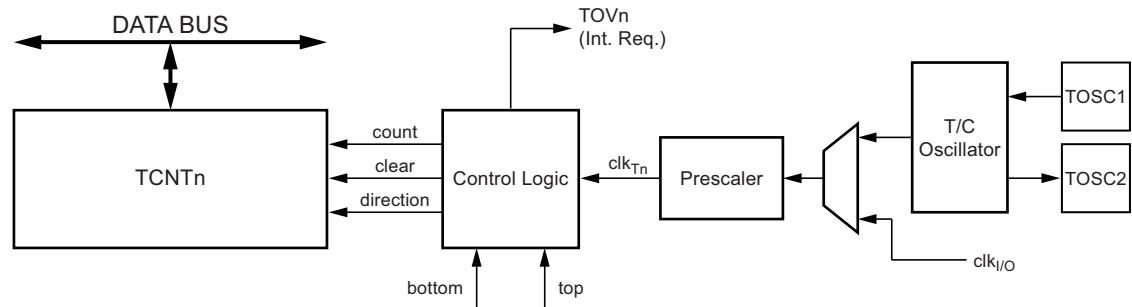 DATA BUS
TOVn
(Int. Req.)
TCNTn
count
clear
direction
Control Logic
clkTn
Prescaler
T/C
Oscillator
TOSC1
TOSC2
clkI/O
bottom
top